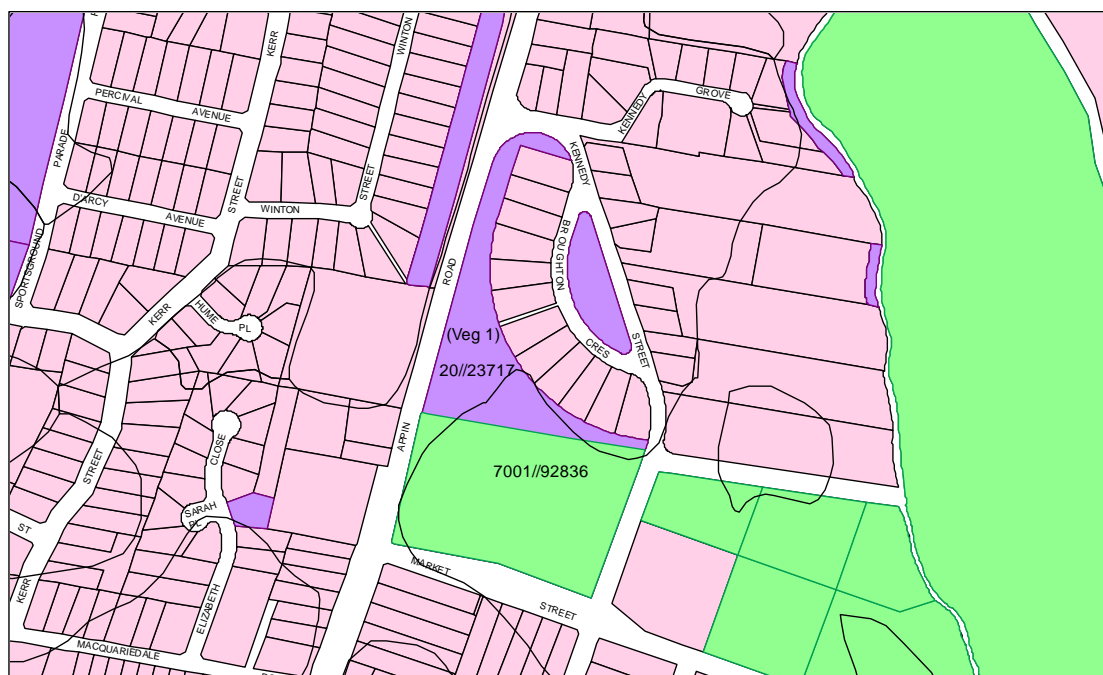 KERR
WINTON
PERCIVAL
AVENUE
GROVE
KENNEDY
PARADE
KENNEDY
STREET
STREET
D'ARCY
AVENUE
WINTON
BROUGHTON
ROAD
SPORTSGROUND
KERR
HUME
PL
(Veg 1)
20//23717
CRES
STREET
APPIN
CLOSE
7001//92836
STREET
SARAH
PL
ST
MARKET
STREET
KERR
ELIZABETH
MACQUARIEDALE